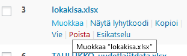 3 lokakisa.xlsx
Muokkaa | Näytä lyhytkoodi | Kopioi
Vie | Poista | Esikatselu
Muokkaa "lokakisa.xlsx"